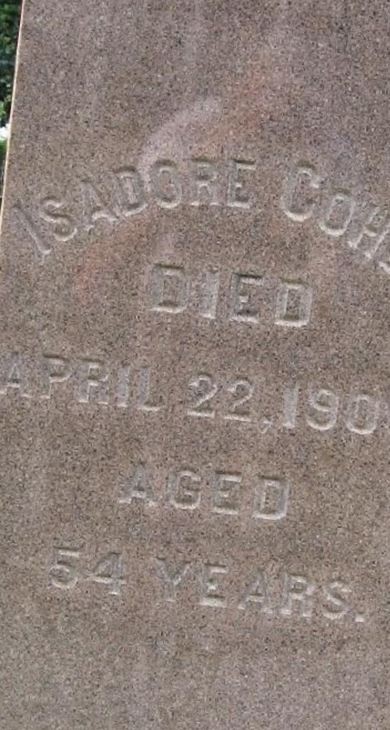 ISADORE
DIED
APRIL 22,
AGED
54 YEARS.